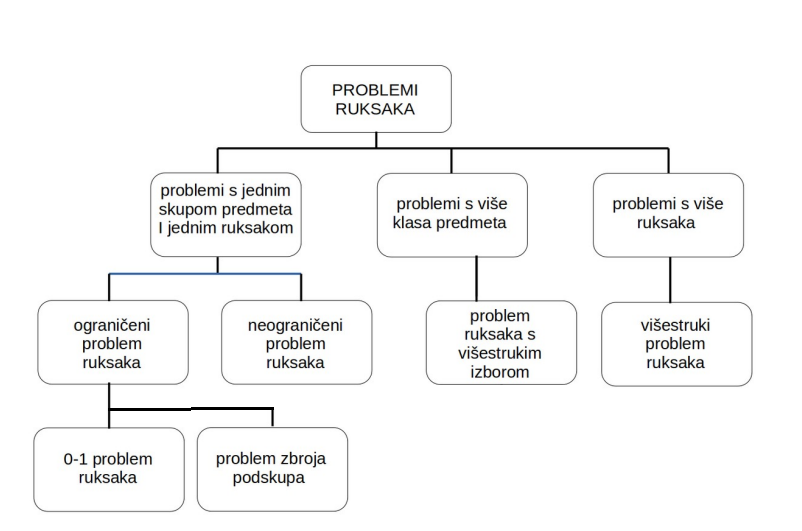 PROBLEMI
RUKSAKA
problemi s jednim
skupom predmeta
I jednim ruksakom
problemi s više
klasa predmeta
problemi s više
ruksaka
ograničeni
problem
ruksaka
neograničeni
problem
ruksaka
problem
ruksaka s
višestrukim
izborom
višestruki
problem
ruksaka
0-1 problem
ruksaka
problem zbroja
podskupa